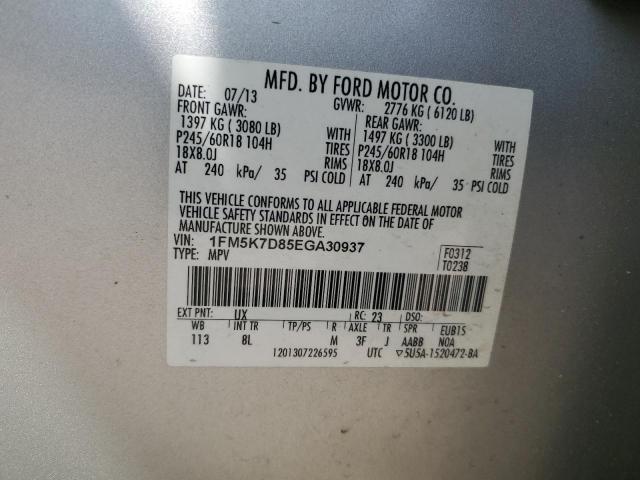 MFD. BY FORD MOTOR CO.
DATE: 07/13 GVWR: 2776 KG ( 6120 LB)
FRONT GAWR: REAR GAWR:
1397 KG ( 3080 LB) WITH 1497 KG ( 3300 LB) WITH
P245/60R18 104H TIRES P245/60R18 104H TIRES
18X8.0J RIMS 18X8.0J RIMS
AT 240 kPa/ 35 PSI COLD AT 240 kPa/ 35 PSI COLD
THIS VEHICLE CONFORMS TO ALL APPLICABLE FEDERAL MOTOR
VEHICLE SAFETY STANDARDS IN EFFECT ON THE DATE OF
MANUFACTURE SHOWN ABOVE.
VIN: 1FM5K7D85EGA30937
TYPE: MPV
F0312
T0238
EXT PNT: UX RC: 23 DSO:
WB INT TR TP/PS R AXLE TR SPR EUB15
113 8L M 3F J AABB N0A
1201307226595 UTC ▽5U5A-1520472-BA